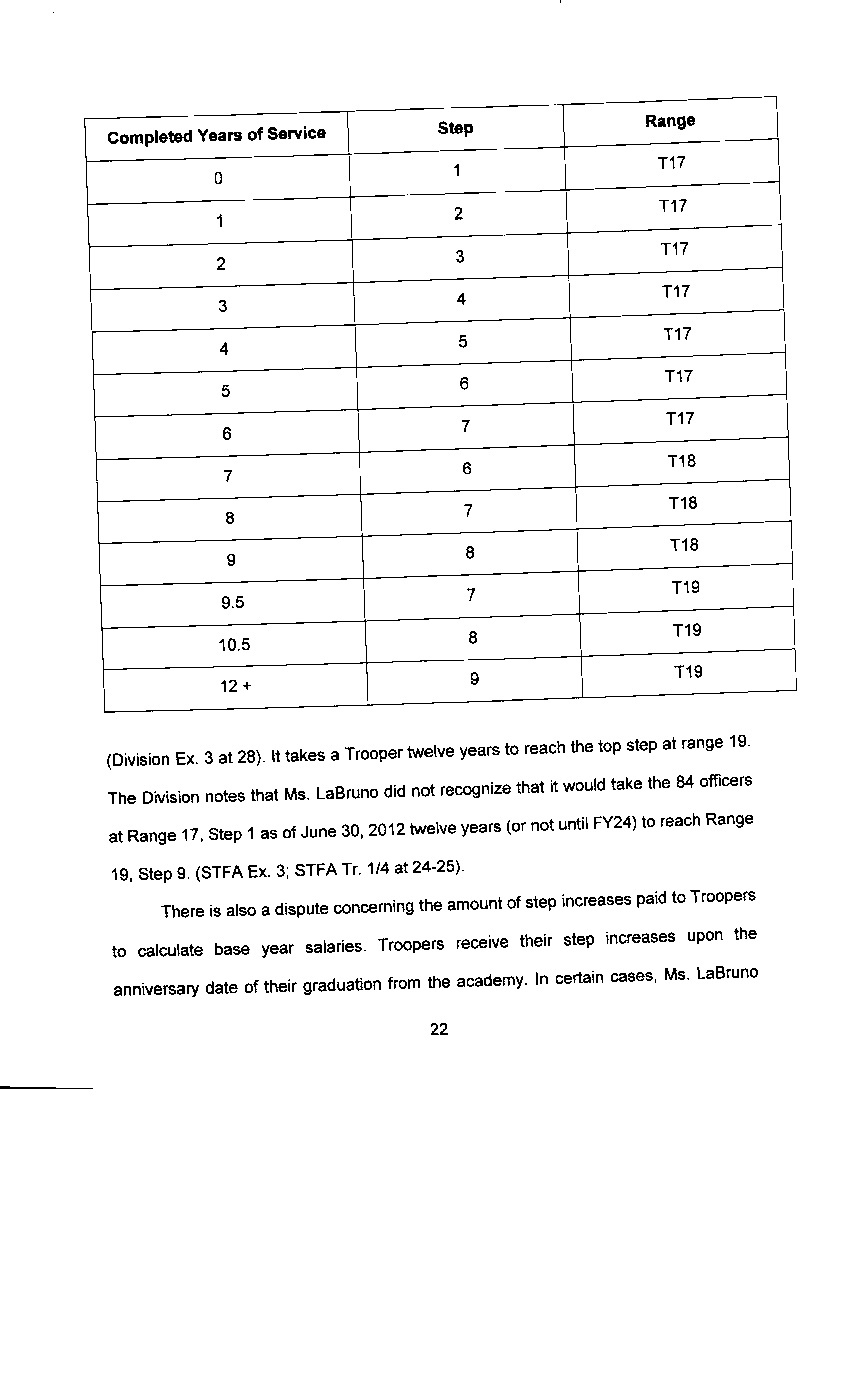 Completed Years of Service Step Range
0 1 T17
1 2 T17
2 3 T17
3 4 T17
4 5 T17
5 6 T17
6 7 T17
7 6 T18
8 7 T18
9 8 T18
9.5 7 T19
10.5 8 T19
12 + 9 T19
(Division Ex. 3 at 28). It takes a Trooper twelve years to reach the top step at range 19.
The Division notes that Ms. LaBruno did not recognize that it would take the 84 officers
at Range 17, Step 1 as of June 30, 2012 twelve years (or not until FY24) to reach Range
19, Step 9. (STFA Ex. 3; STFA Tr. 1/4 at 24-25).
There is also a dispute concerning the amount of step increases paid to Troopers
to calculate base year salaries. Troopers receive their step increases upon the
anniversary date of their graduation from the academy. In certain cases, Ms. LaBruno
22